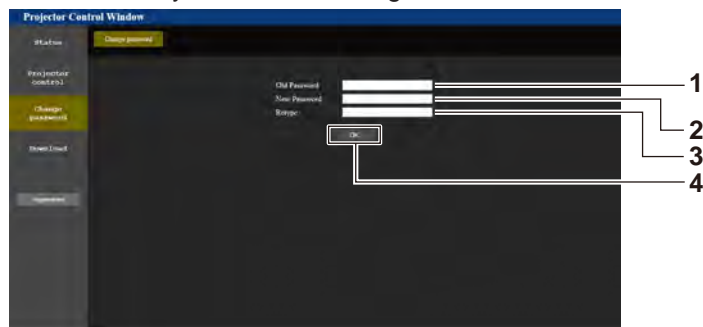 Projector Control Window
Status
Change password
Projector
control
Change
password
Download
Old Password
New Password
Retype
OK
1
2
3
4